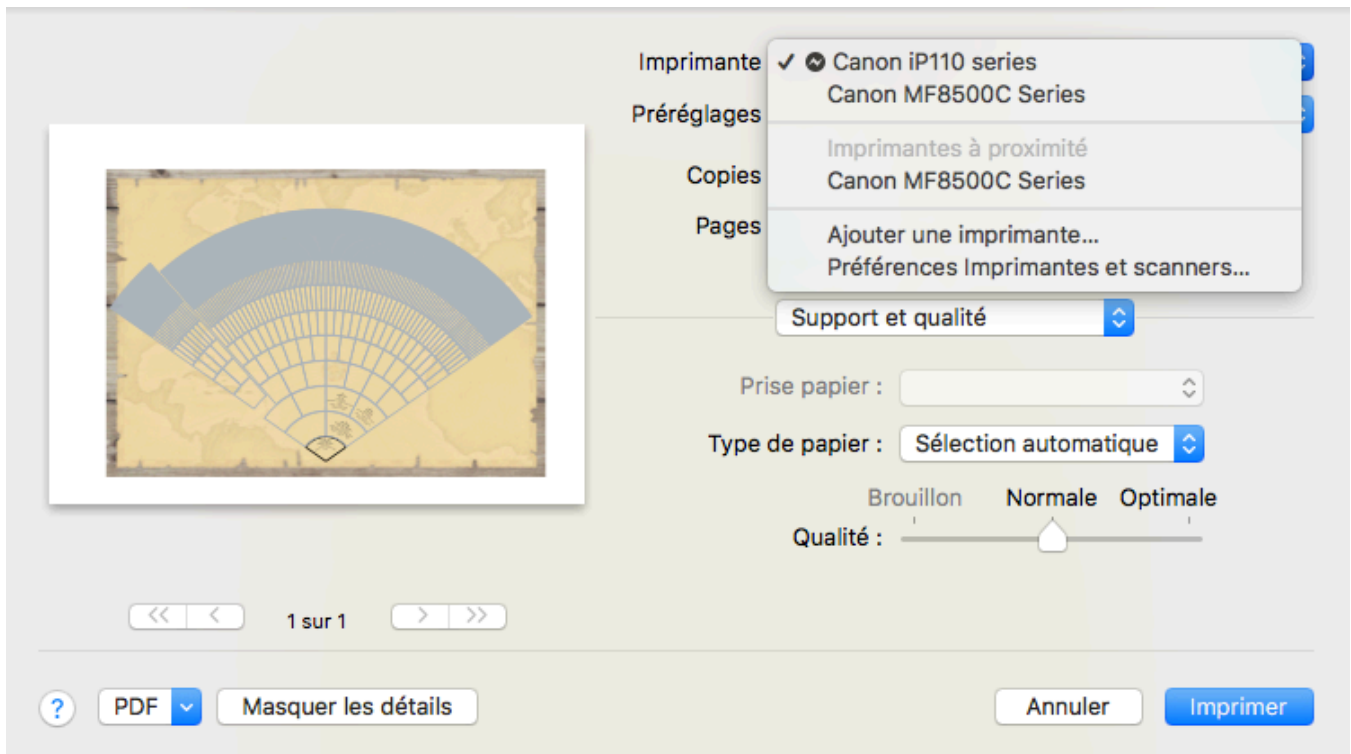 Imprimante ✓ Canon iP110 series
Canon MF8500C Series
Préréglages
Imprimantes à proximité
Copies
Canon MF8500C Series
Pages
Ajouter une imprimante...
Préférences Imprimantes et scanners...
Support et qualité
Prise papier :
Type de papier : Sélection automatique
Brouillon Normale Optimale
Qualité :
<< < 1 sur 1 > >>
? PDF Masquer les détails Annuler Imprimer